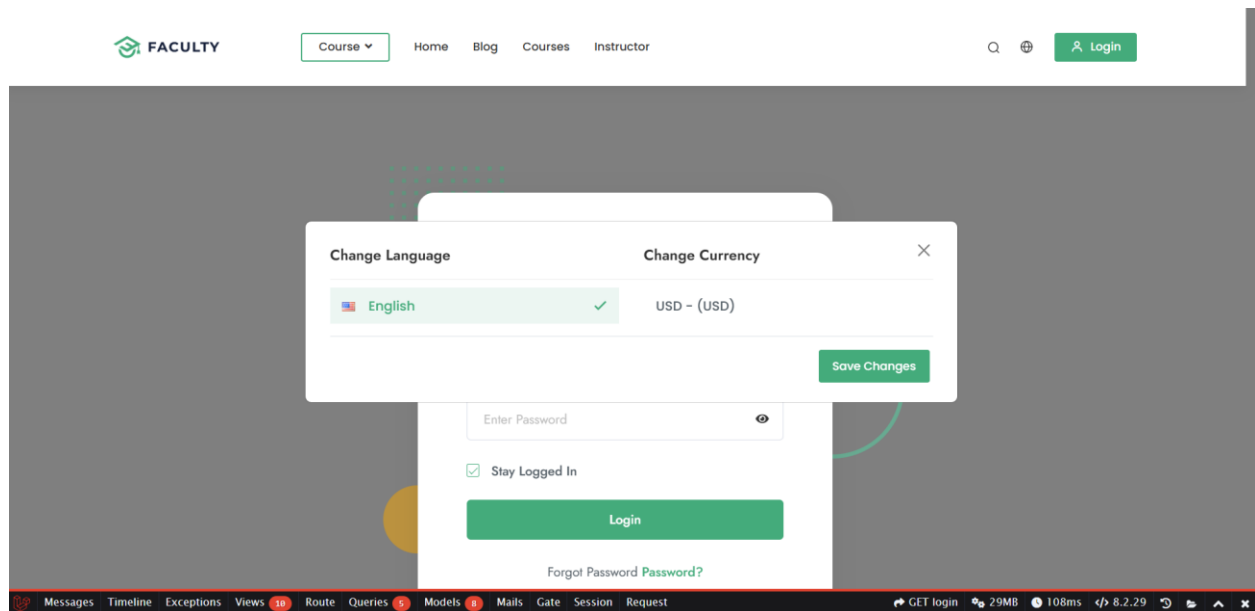 FACULTY Course Home Blog Courses Instructor Login
Change Language Change Currency
English USD - (USD)
Save Changes
Enter Password
Stay Logged In
Login
Forgot Password Password?
Messages Timeline Exceptions Views 10 Route Queries 5 Models 8 Mails Gate Session Request GET login 29MB 108ms </> 8.2.29